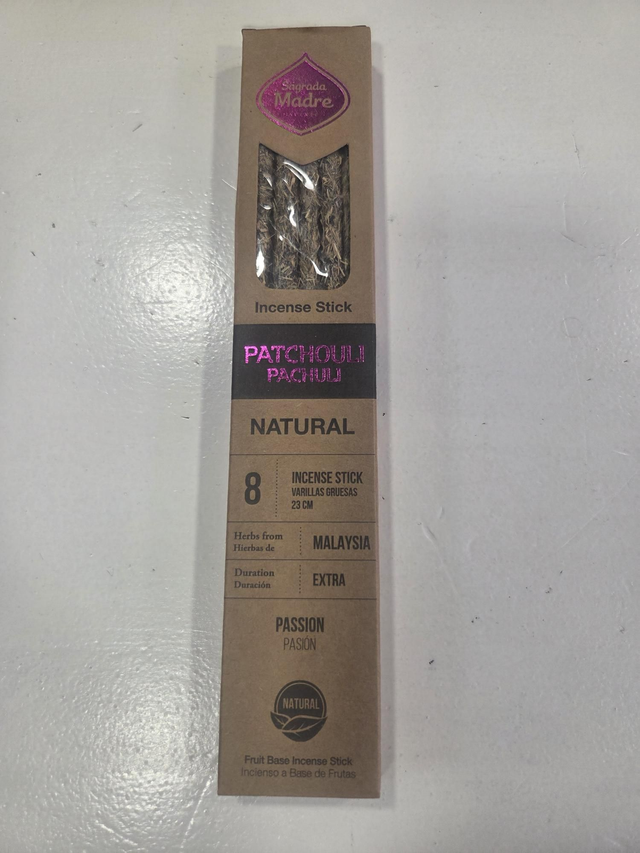 Sagrada
Madre
Incense Stick
PATCHOULI
PACHULI
NATURAL
8
INCENSE STICK
VARILLAS GRUESAS
23 CM
Herbs from
Hierbas de
MALAYSIA
Duration
Duración
EXTRA
PASSION
PASIÓN
NATURAL
Fruit Base Incense Stick
Incienso a Base de Frutas